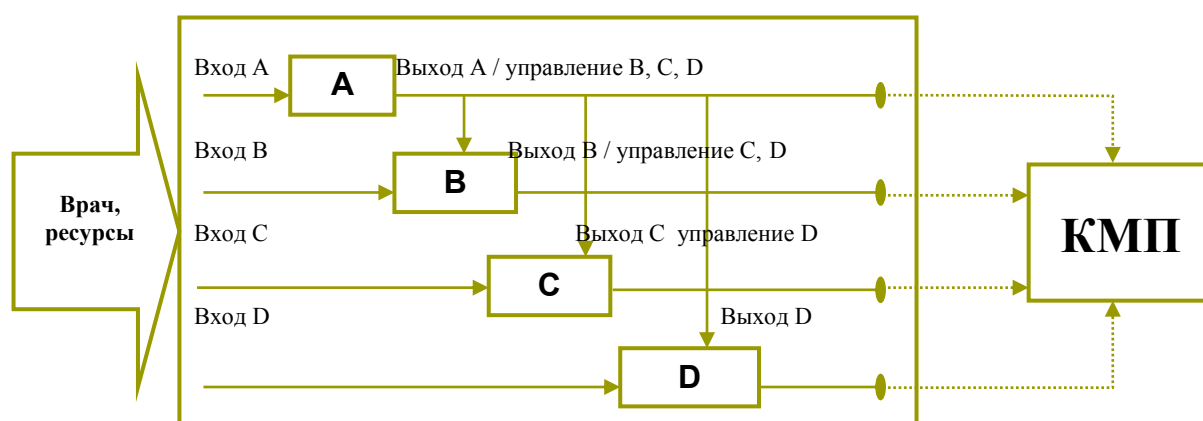 Вход A
A
Выход A / управление B, C, D
Вход B
B
Выход B / управление C, D
Врач,
ресурсы
Вход C
C
Выход C управление D
КМП
Вход D
D
Выход D